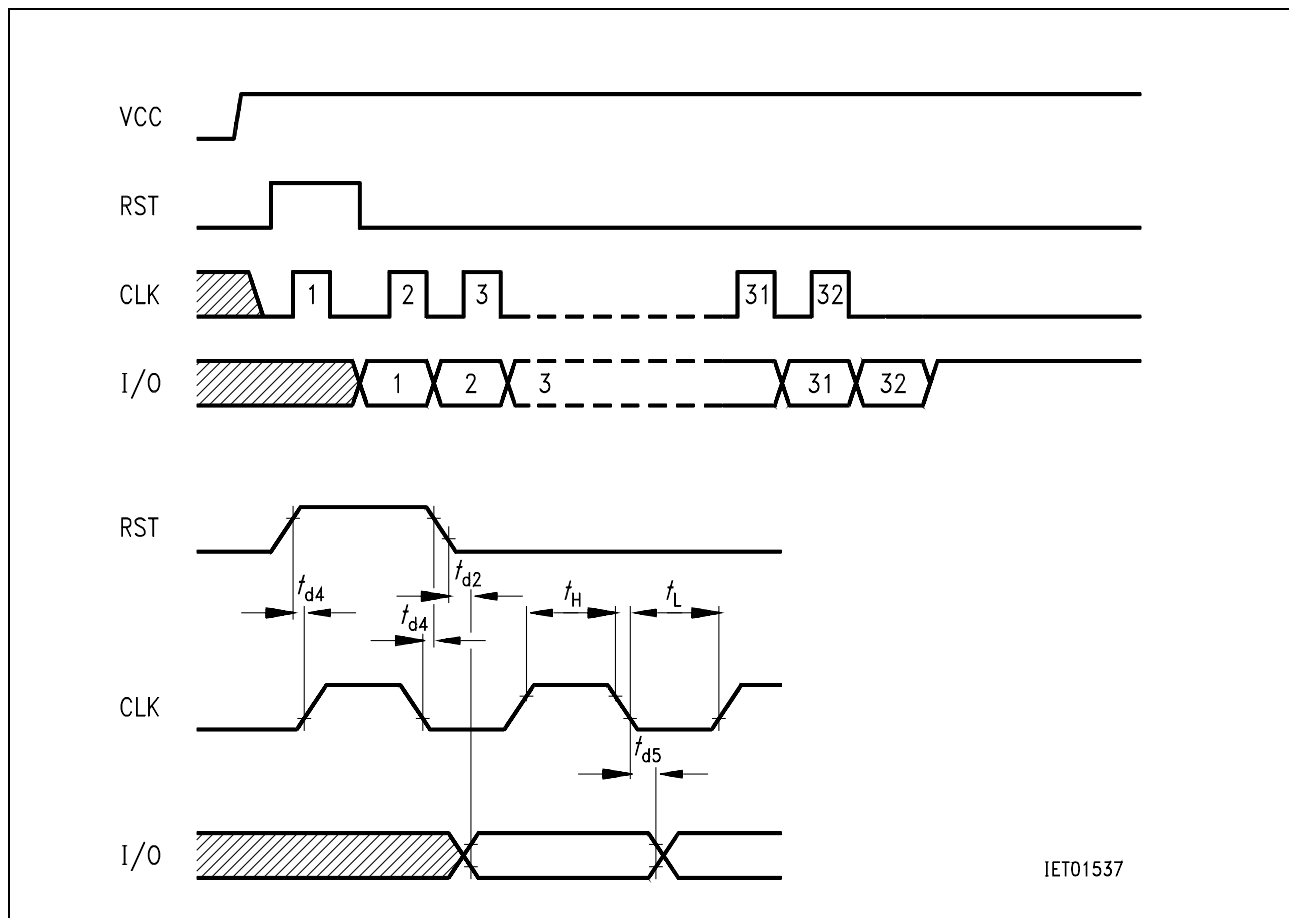 VCC
RST
CLK 1 2 3 31 32
I/O 1 2 3 31 32
RST
td2
td4 tH tL
td4
CLK
td5
I/O
IET01537